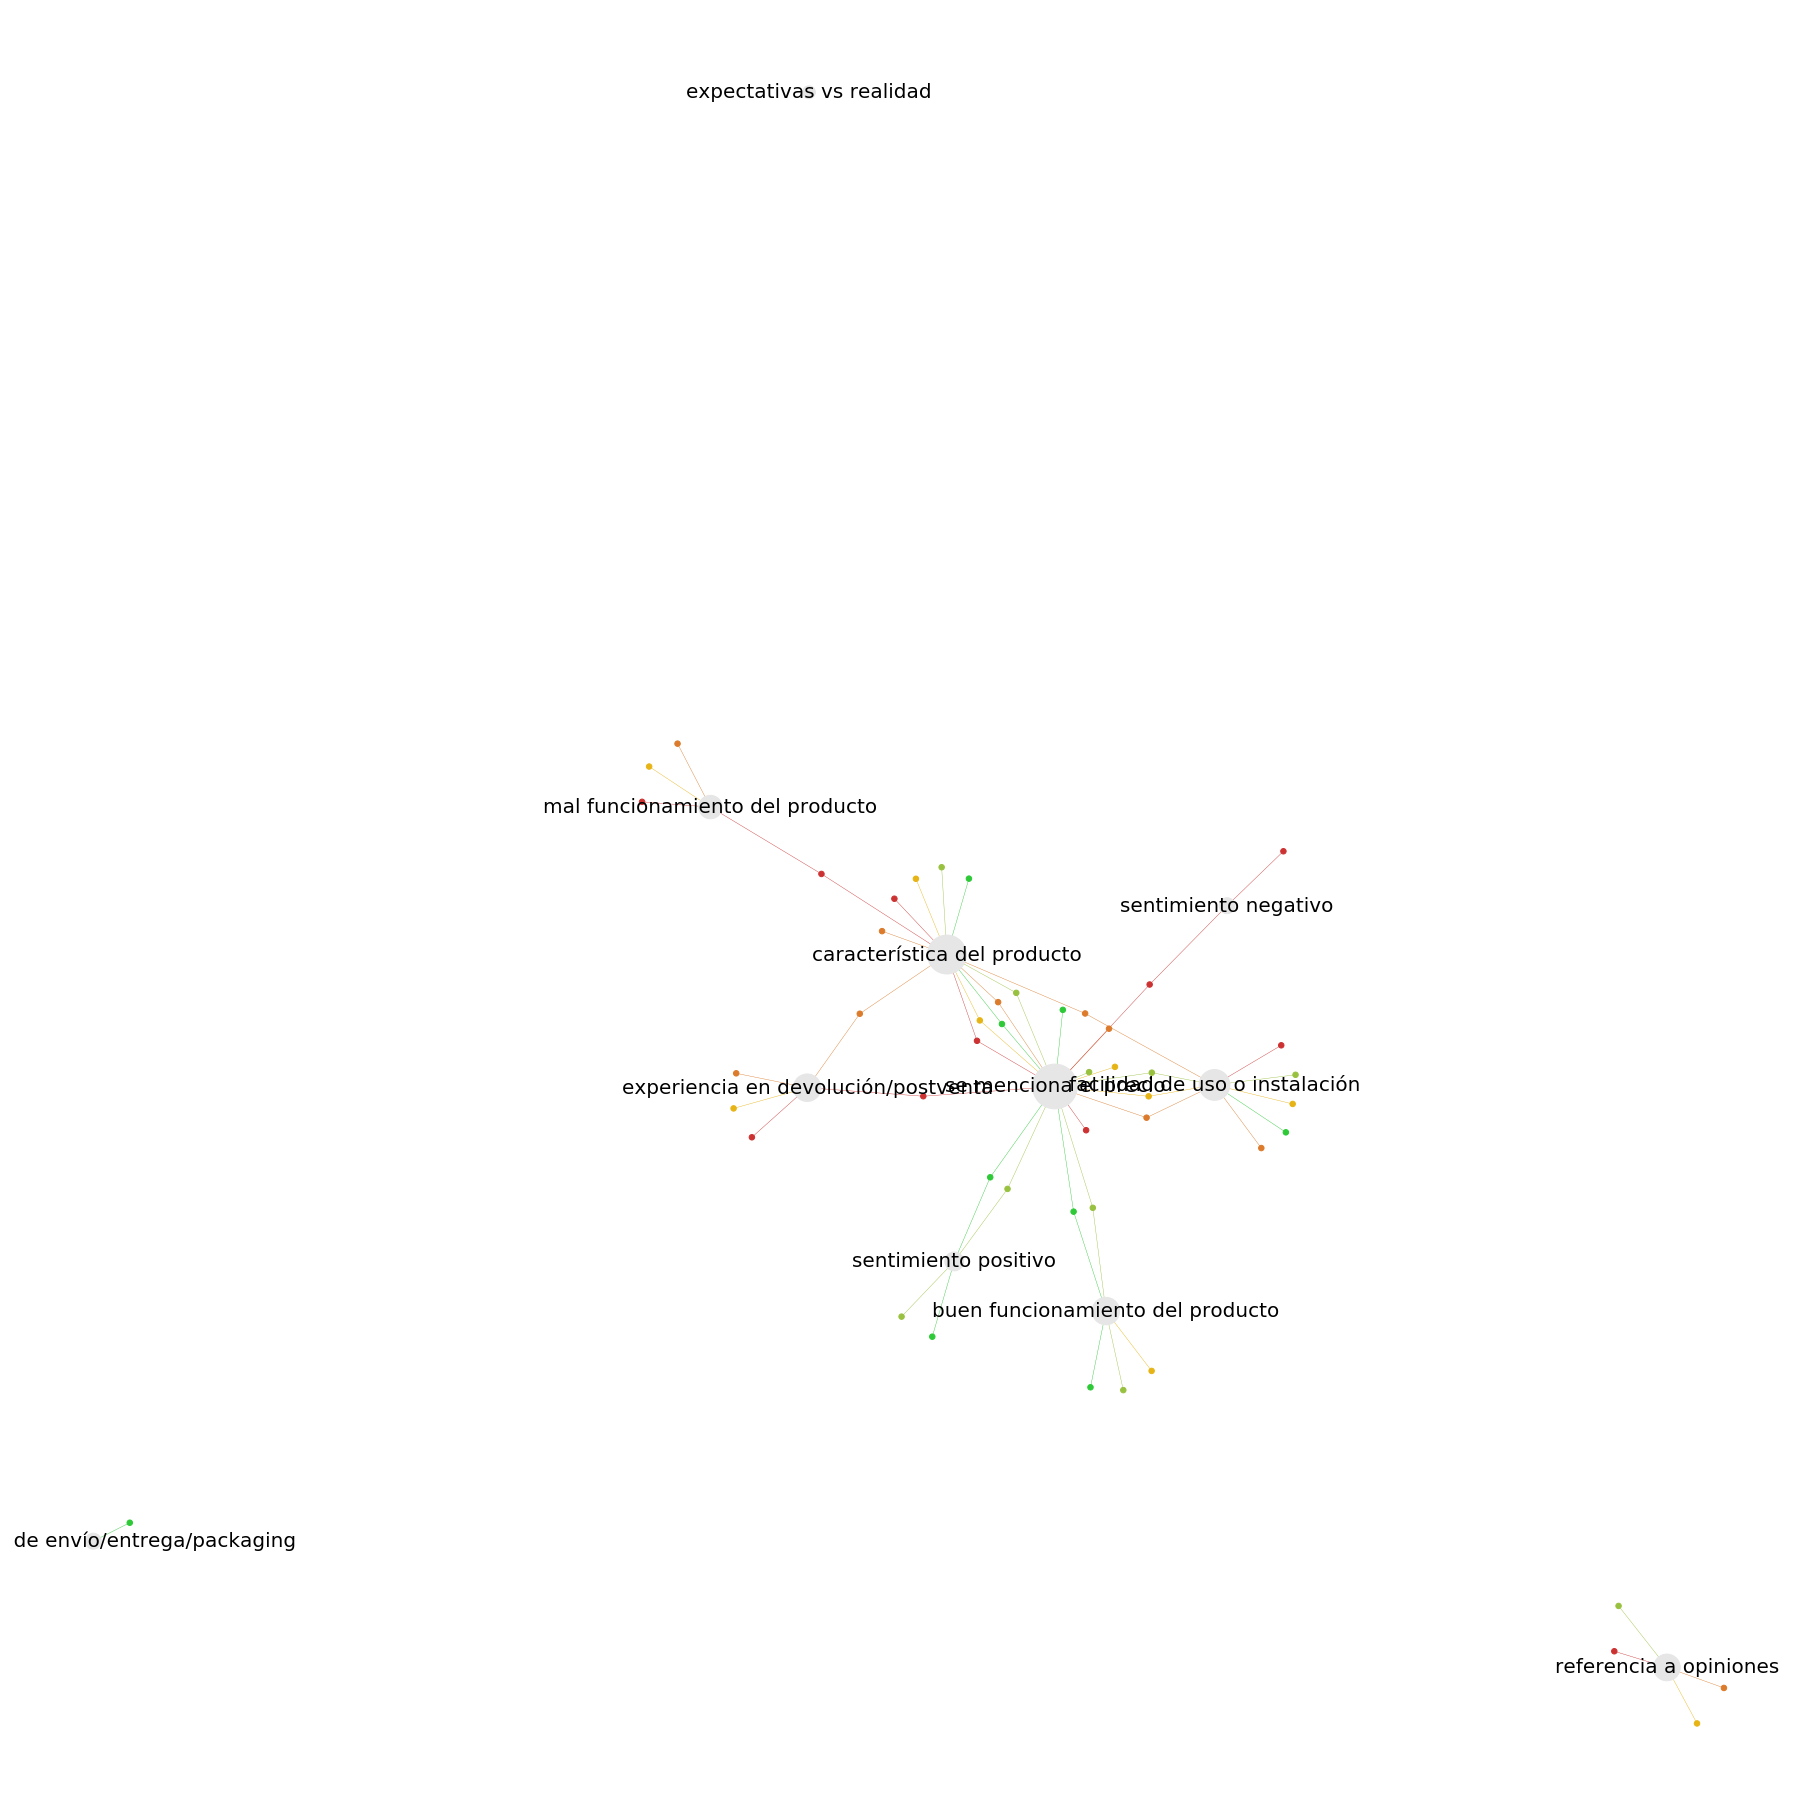 expectativas vs realidad
mal funcionamiento del producto
sentimiento negativo
característica del producto
experiencia en devolución/postventa
se menciona el precio
facilidad de uso o instalación
sentimiento positivo
buen funcionamiento del producto
de envío/entrega/packaging
referencia a opiniones